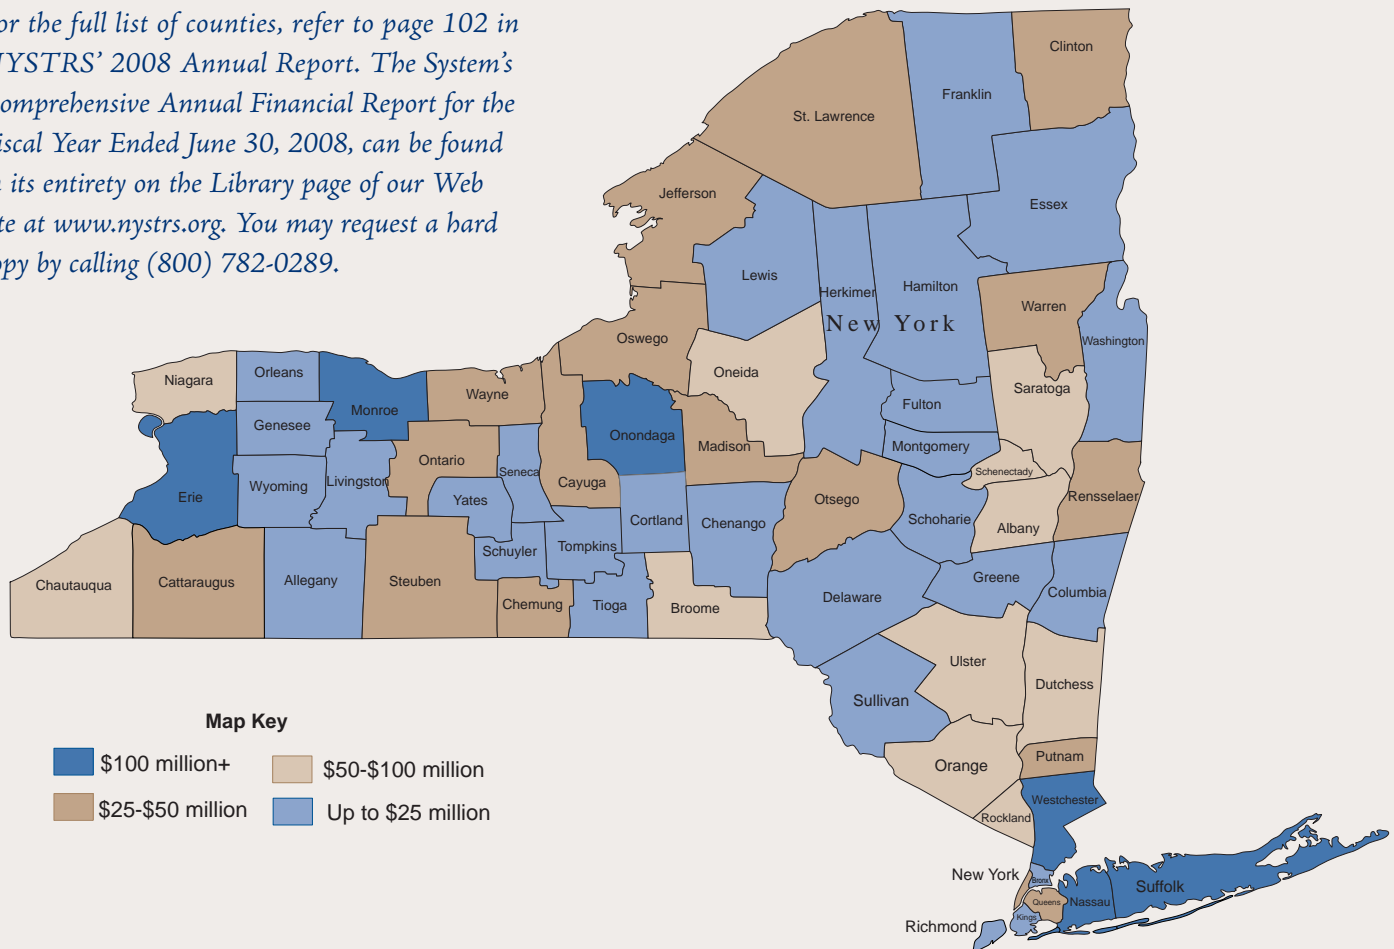 or the full list of counties, refer to page 102 in
YSTRS’ 2008 Annual Report. The System’s
omprehensive Annual Financial Report for the
iscal Year Ended June 30, 2008, can be found
its entirety on the Library page of our Web
te at www.nystrs.org. You may request a hard
opy by calling (800) 782-0289.
Clinton
Franklin
St. Lawrence
Jefferson
Essex
Lewis
Herkimer
Hamilton
Warren
New York
Oswego
Washington
Oneida
Niagara
Orleans
Saratoga
Wayne
Monroe
Fulton
Genesee
Onondaga
Madison
Montgomery
Ontario
Schenectady
Seneca
Livingston
Cayuga
Wyoming
Erie
Yates
Otsego
Rensselaer
Cortland
Chenango
Schoharie
Albany
Tompkins
Schuyler
Chautauqua
Cattaraugus
Allegany
Steuben
Greene
Columbia
Delaware
Chemung
Tioga
Broome
Ulster
Dutchess
Sullivan
Putnam
Orange
Westchester
Rockland
Map Key
$100 million+
$50-$100 million
$25-$50 million
Up to $25 million
New York
Bronx
Suffolk
Queens
Nassau
Kings
Richmond